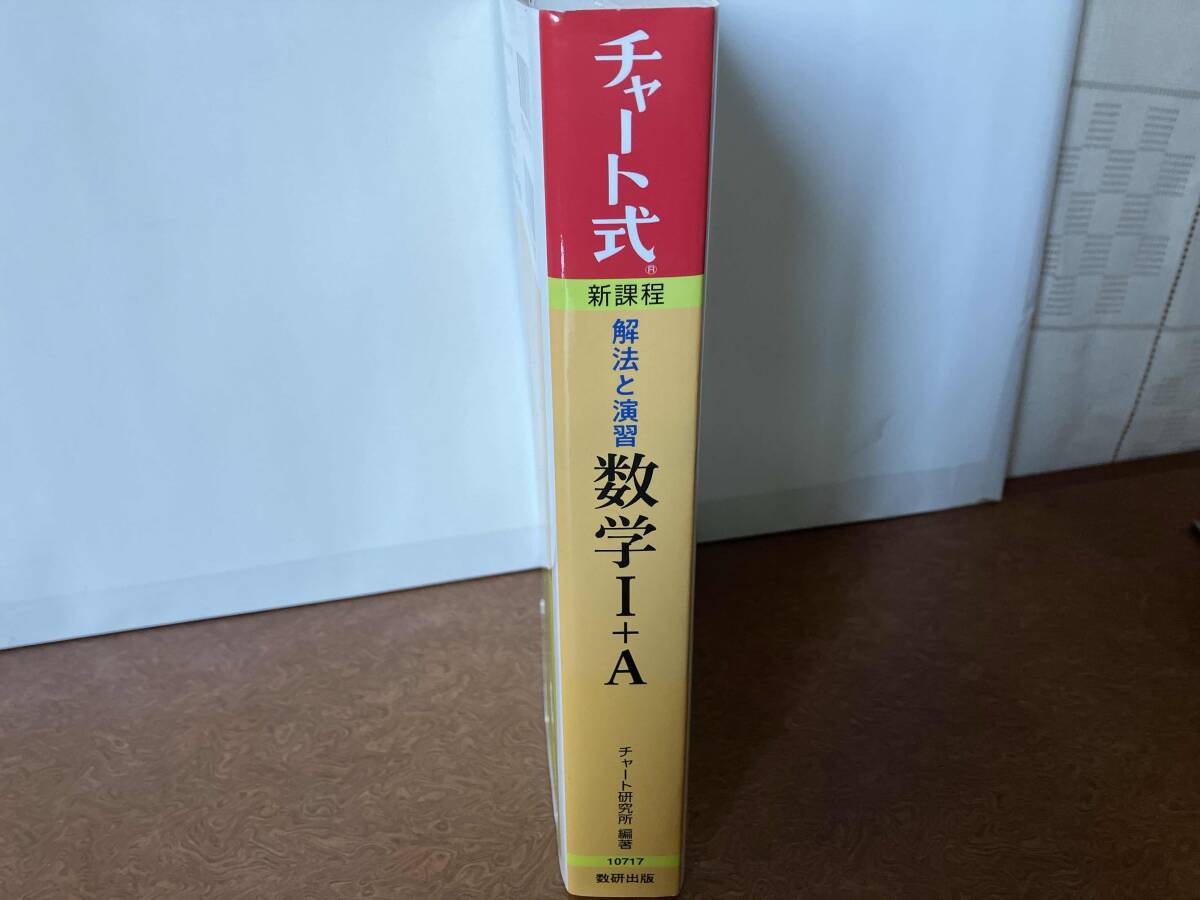 チャート式®
新課程
解法と演習
数学Ⅰ+A
チャート研究所 編著
10717
数研出版